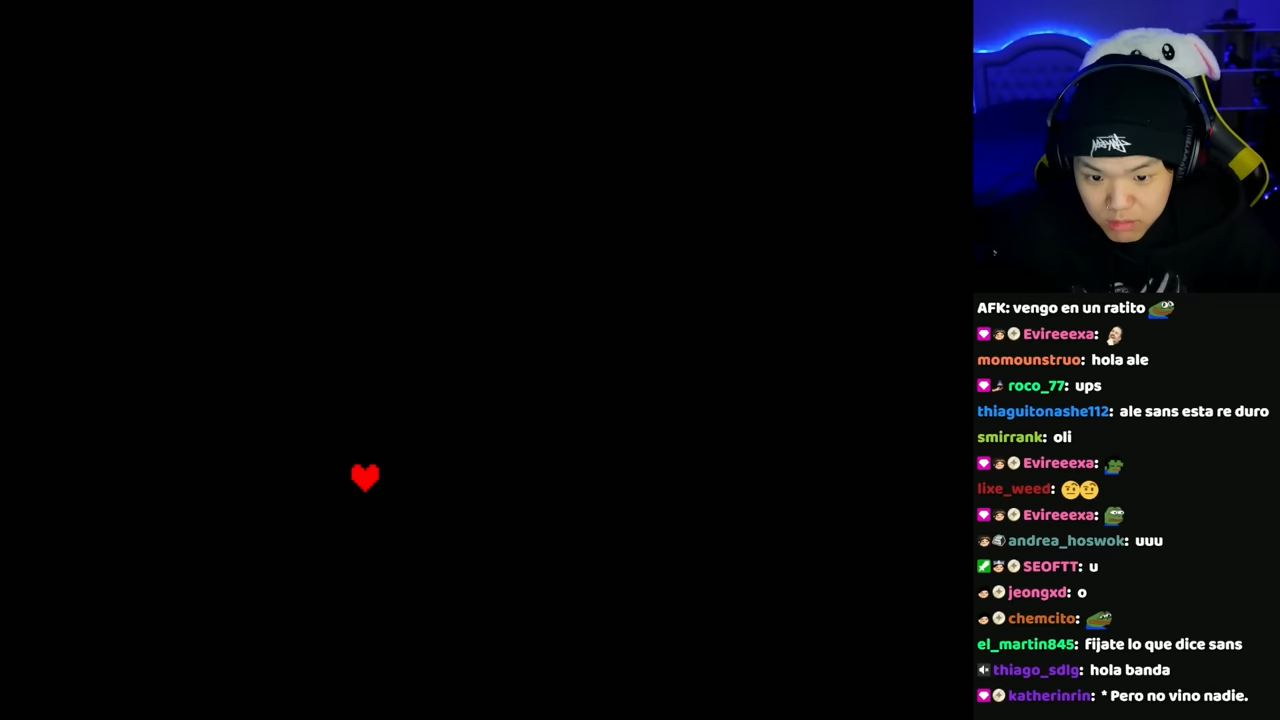 AFK: vengo en un ratito
Evireeexa:
momounstruo: hola ale
roco_77: ups
thiaguitonashe112: ale sans esta re duro
smirrank: oli
Evireeexa:
lixe_weed: 🤨🤨
Evireeexa:
andrea_hoswok: uuu
SEOFTT: u
jeongxd: o
chemcito:
el_martin845: fijate lo que dice sans
thiago_sdlg: hola banda
katherinrin: * Pero no vino nadie.